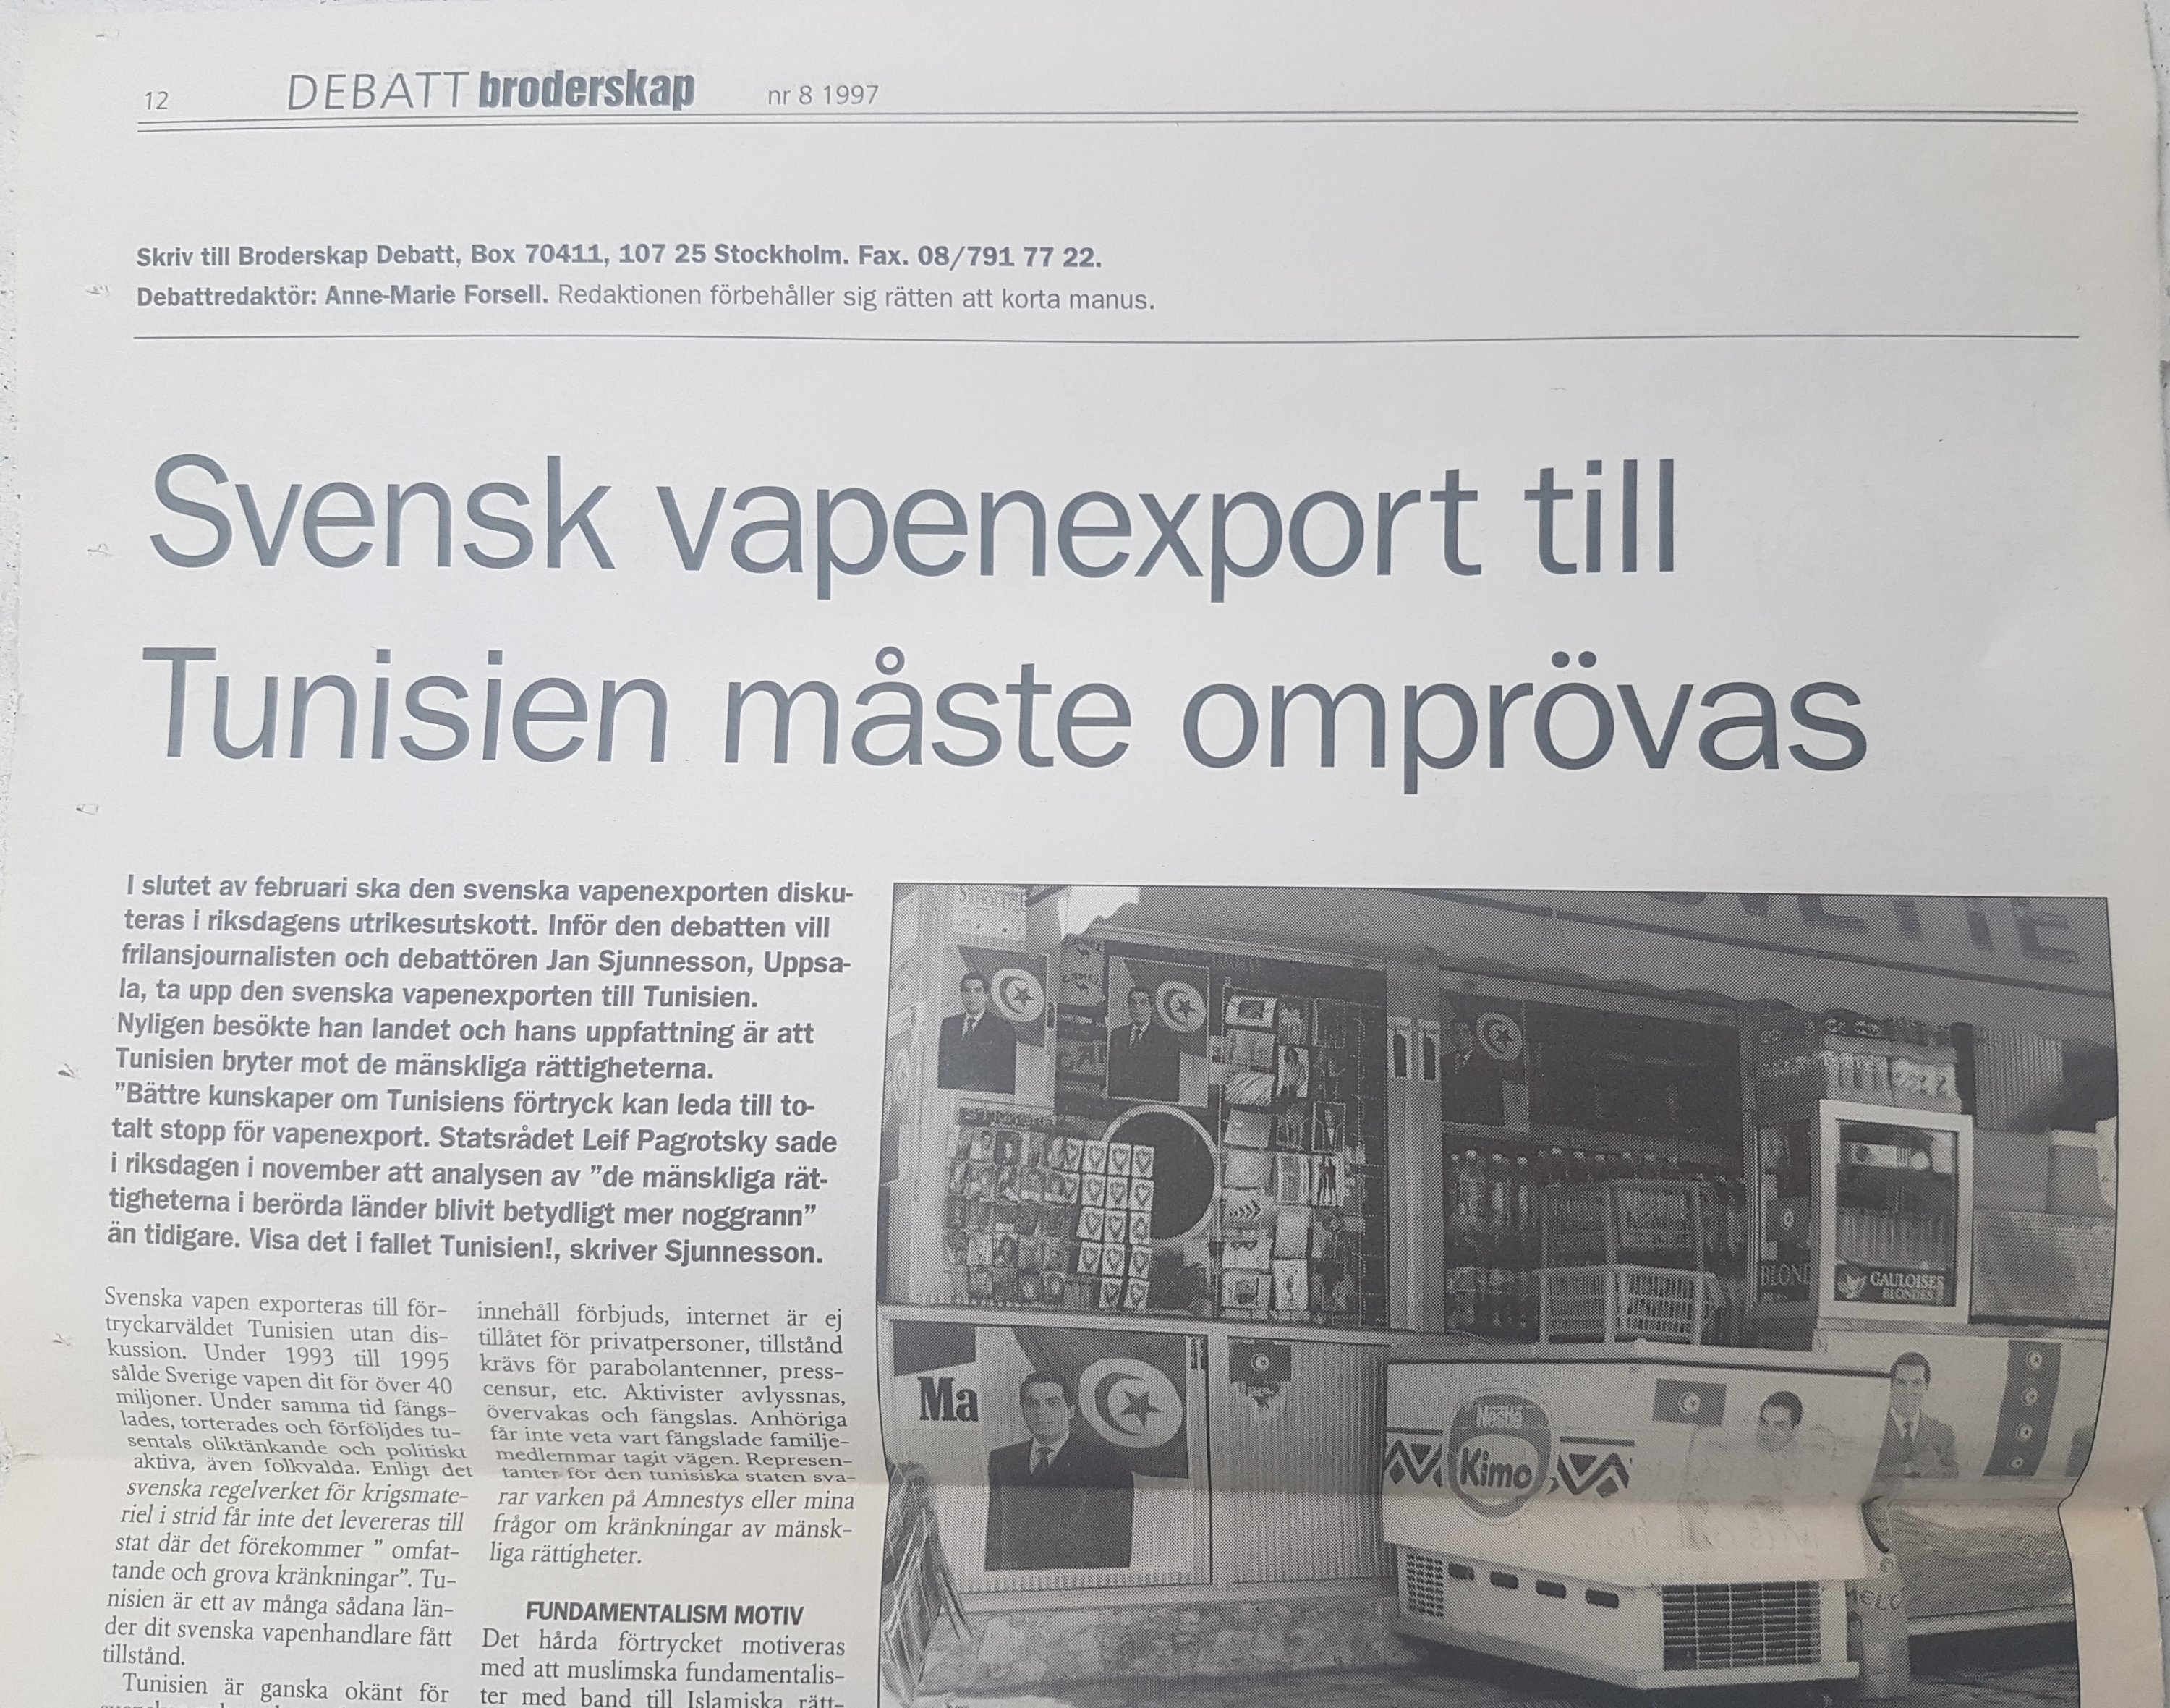 12
DEBATT broderskap
nr 8 1997
Skriv till Broderskap Debatt, Box 70411, 107 25 Stockholm. Fax. 08/791 77 22.
Debattredaktör: Anne-Marie Forsell. Redaktionen förbehåller sig rätten att korta manus.
Svensk vapenexport till
Tunisien måste omprövas
I slutet av februari ska den svenska vapenexporten disku-
teras i riksdagens utrikesutskott. Inför den debatten vill
frilansjournalisten och debattören Jan Sjunnesson, Uppsa-
la, ta upp den svenska vapenexporten till Tunisien.
Nyligen besökte han landet och hans uppfattning är att
Tunisien bryter mot de mänskliga rättigheterna.
”Bättre kunskaper om Tunisiens förtryck kan leda till to-
talt stopp för vapenexport. Statsrådet Leif Pagrotsky sade
i riksdagen i november att analysen av ”de mänskliga rät-
tigheterna i berörda länder blivit betydligt mer noggrann”
än tidigare. Visa det i fallet Tunisien!, skriver Sjunnesson.
Svenska vapen exporteras till för-
tryckarväldet Tunisien utan dis-
kussion. Under 1993 till 1995
sålde Sverige vapen dit för över 40
miljoner. Under samma tid fängs-
lades, torterades och förföljdes tu-
sentals oliktänkande och politiskt
aktiva, även folkvalda. Enligt det
svenska regelverket för krigsmate-
riel i strid får inte det levereras till
stat där det förekommer ” omfat-
tande och grova kränkningar”. Tu-
nisien är ett av många sådana län-
der dit svenska vapenhandlare fått
tillstånd.
Tunisien är ganska okänt för
innehåll förbjuds, internet är ej
tillåtet för privatpersoner, tillstånd
krävs för parabolantenner, press-
censur, etc. Aktivister avlyssnas,
övervakas och fängslas. Anhöriga
får inte veta vart fängslade familje-
medlemmar tagit vägen. Represen-
tanter för den tunisiska staten sva-
rar varken på Amnestys eller mina
frågor om kränkningar av mänsk-
liga rättigheter.
FUNDAMENTALISM MOTIV
Det hårda förtrycket motiveras
med att muslimska fundamentalis-
ter med band till Islamiska rätt-
CAMEL
BLOND
GAULOISES
BLONDES
Ma
Nestlé
Kimo